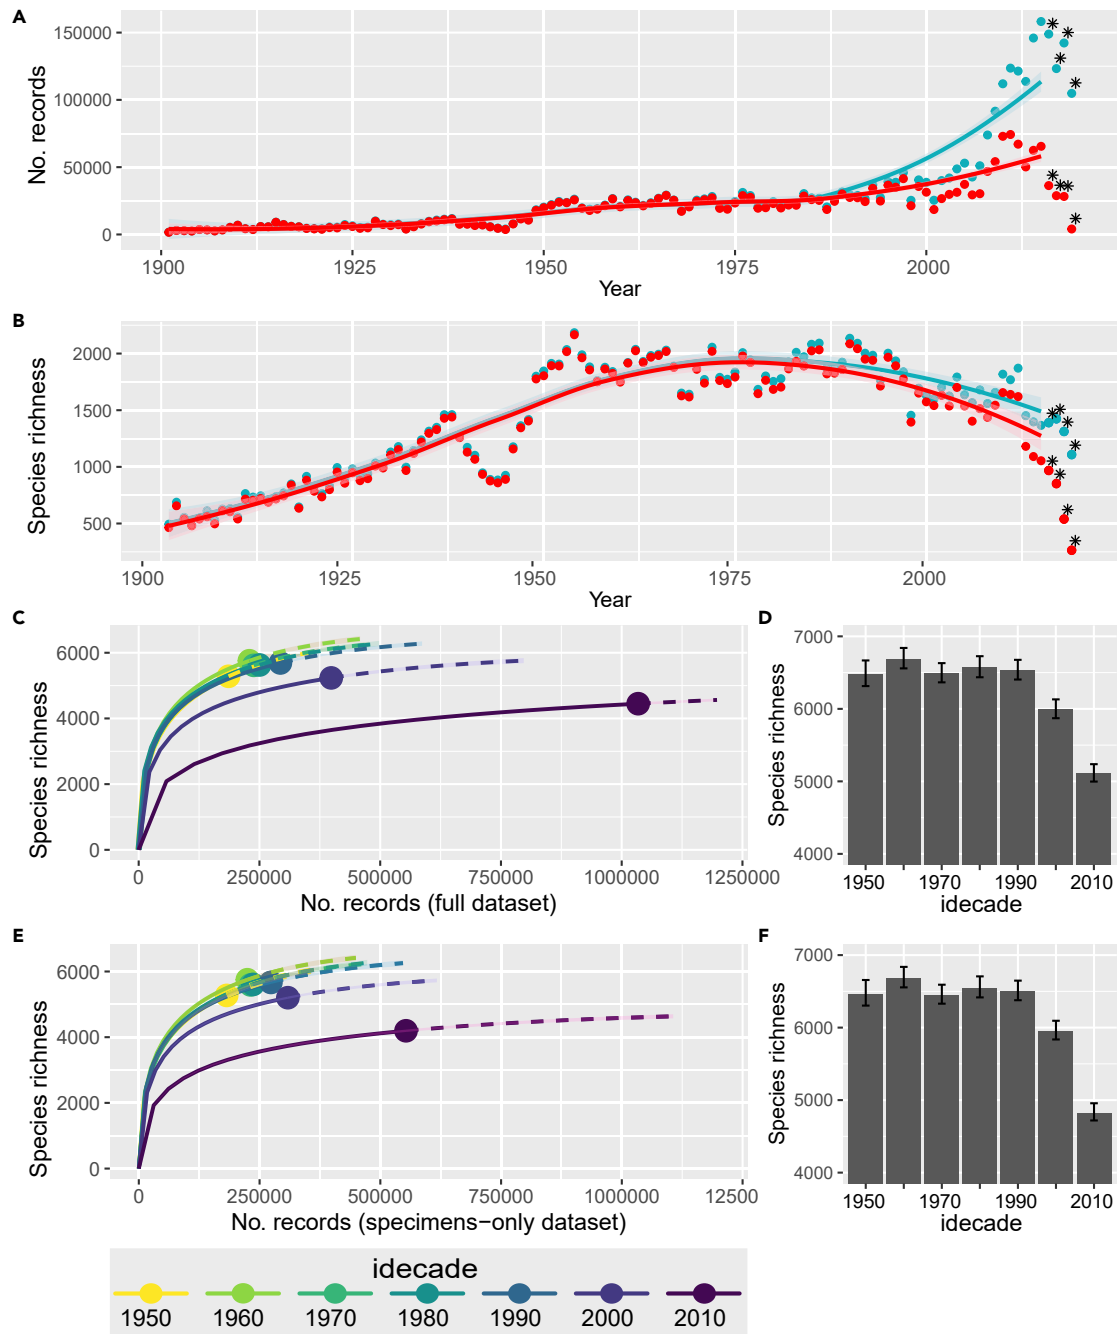 A
No. records
150000
100000
50000
0
1900 1925 1950 1975 2000
Year
B
Species richness
2000
1500
1000
500
1900 1925 1950 1975 2000
Year
C
Species richness
6000
4000
2000
0
0 250000 500000 750000 1000000 1250000
No. records (full dataset)
D
Species richness
7000
6000
5000
4000
1950 1970 1990 2010
idecade
E
Species richness
6000
4000
2000
0
0 250000 500000 750000 1000000 12500
No. records (specimens−only dataset)
F
Species richness
7000
6000
5000
4000
1950 1970 1990 2010
idecade
idecade
1950 1960 1970 1980 1990 2000 2010